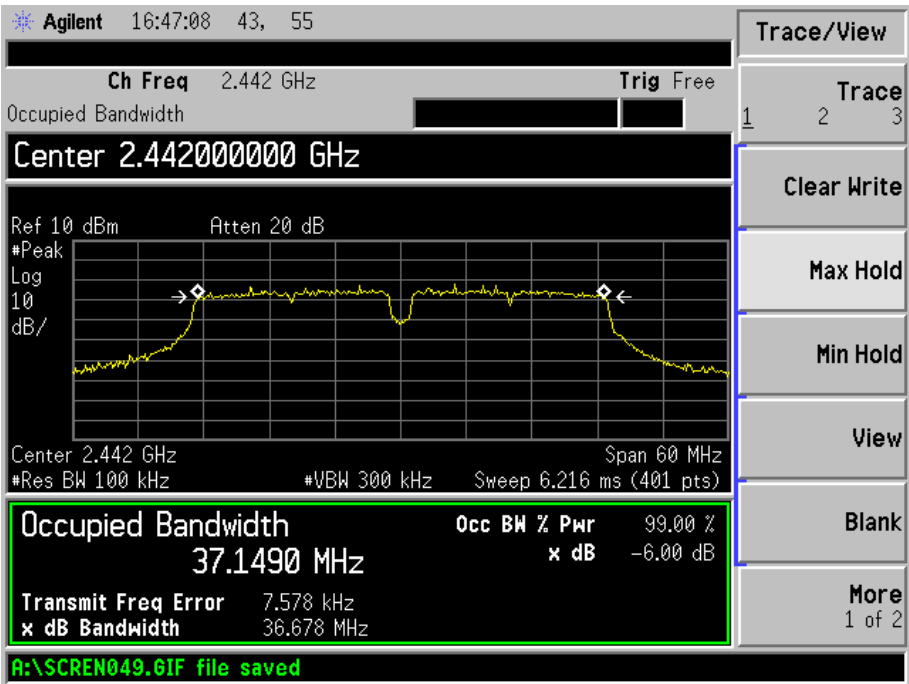 Agilent 16:47:08 43, 55
Ch Freq 2.442 GHz Trig Free
Occupied Bandwidth
Center 2.442000000 GHz
Ref 10 dBm Atten 20 dB
#Peak
Log
10
dB/
Center 2.442 GHz Span 60 MHz
#Res BW 100 kHz #VBW 300 kHz Sweep 6.216 ms (401 pts)
Occupied Bandwidth
37.1490 MHz
Occ BW % Pwr 99.00 %
x dB -6.00 dB
Transmit Freq Error 7.578 kHz
x dB Bandwidth 36.678 MHz
A:\SCREN049.GIF file saved
Trace/View
Trace
1 2 3
Clear Write
Max Hold
Min Hold
View
Blank
More
1 of 2